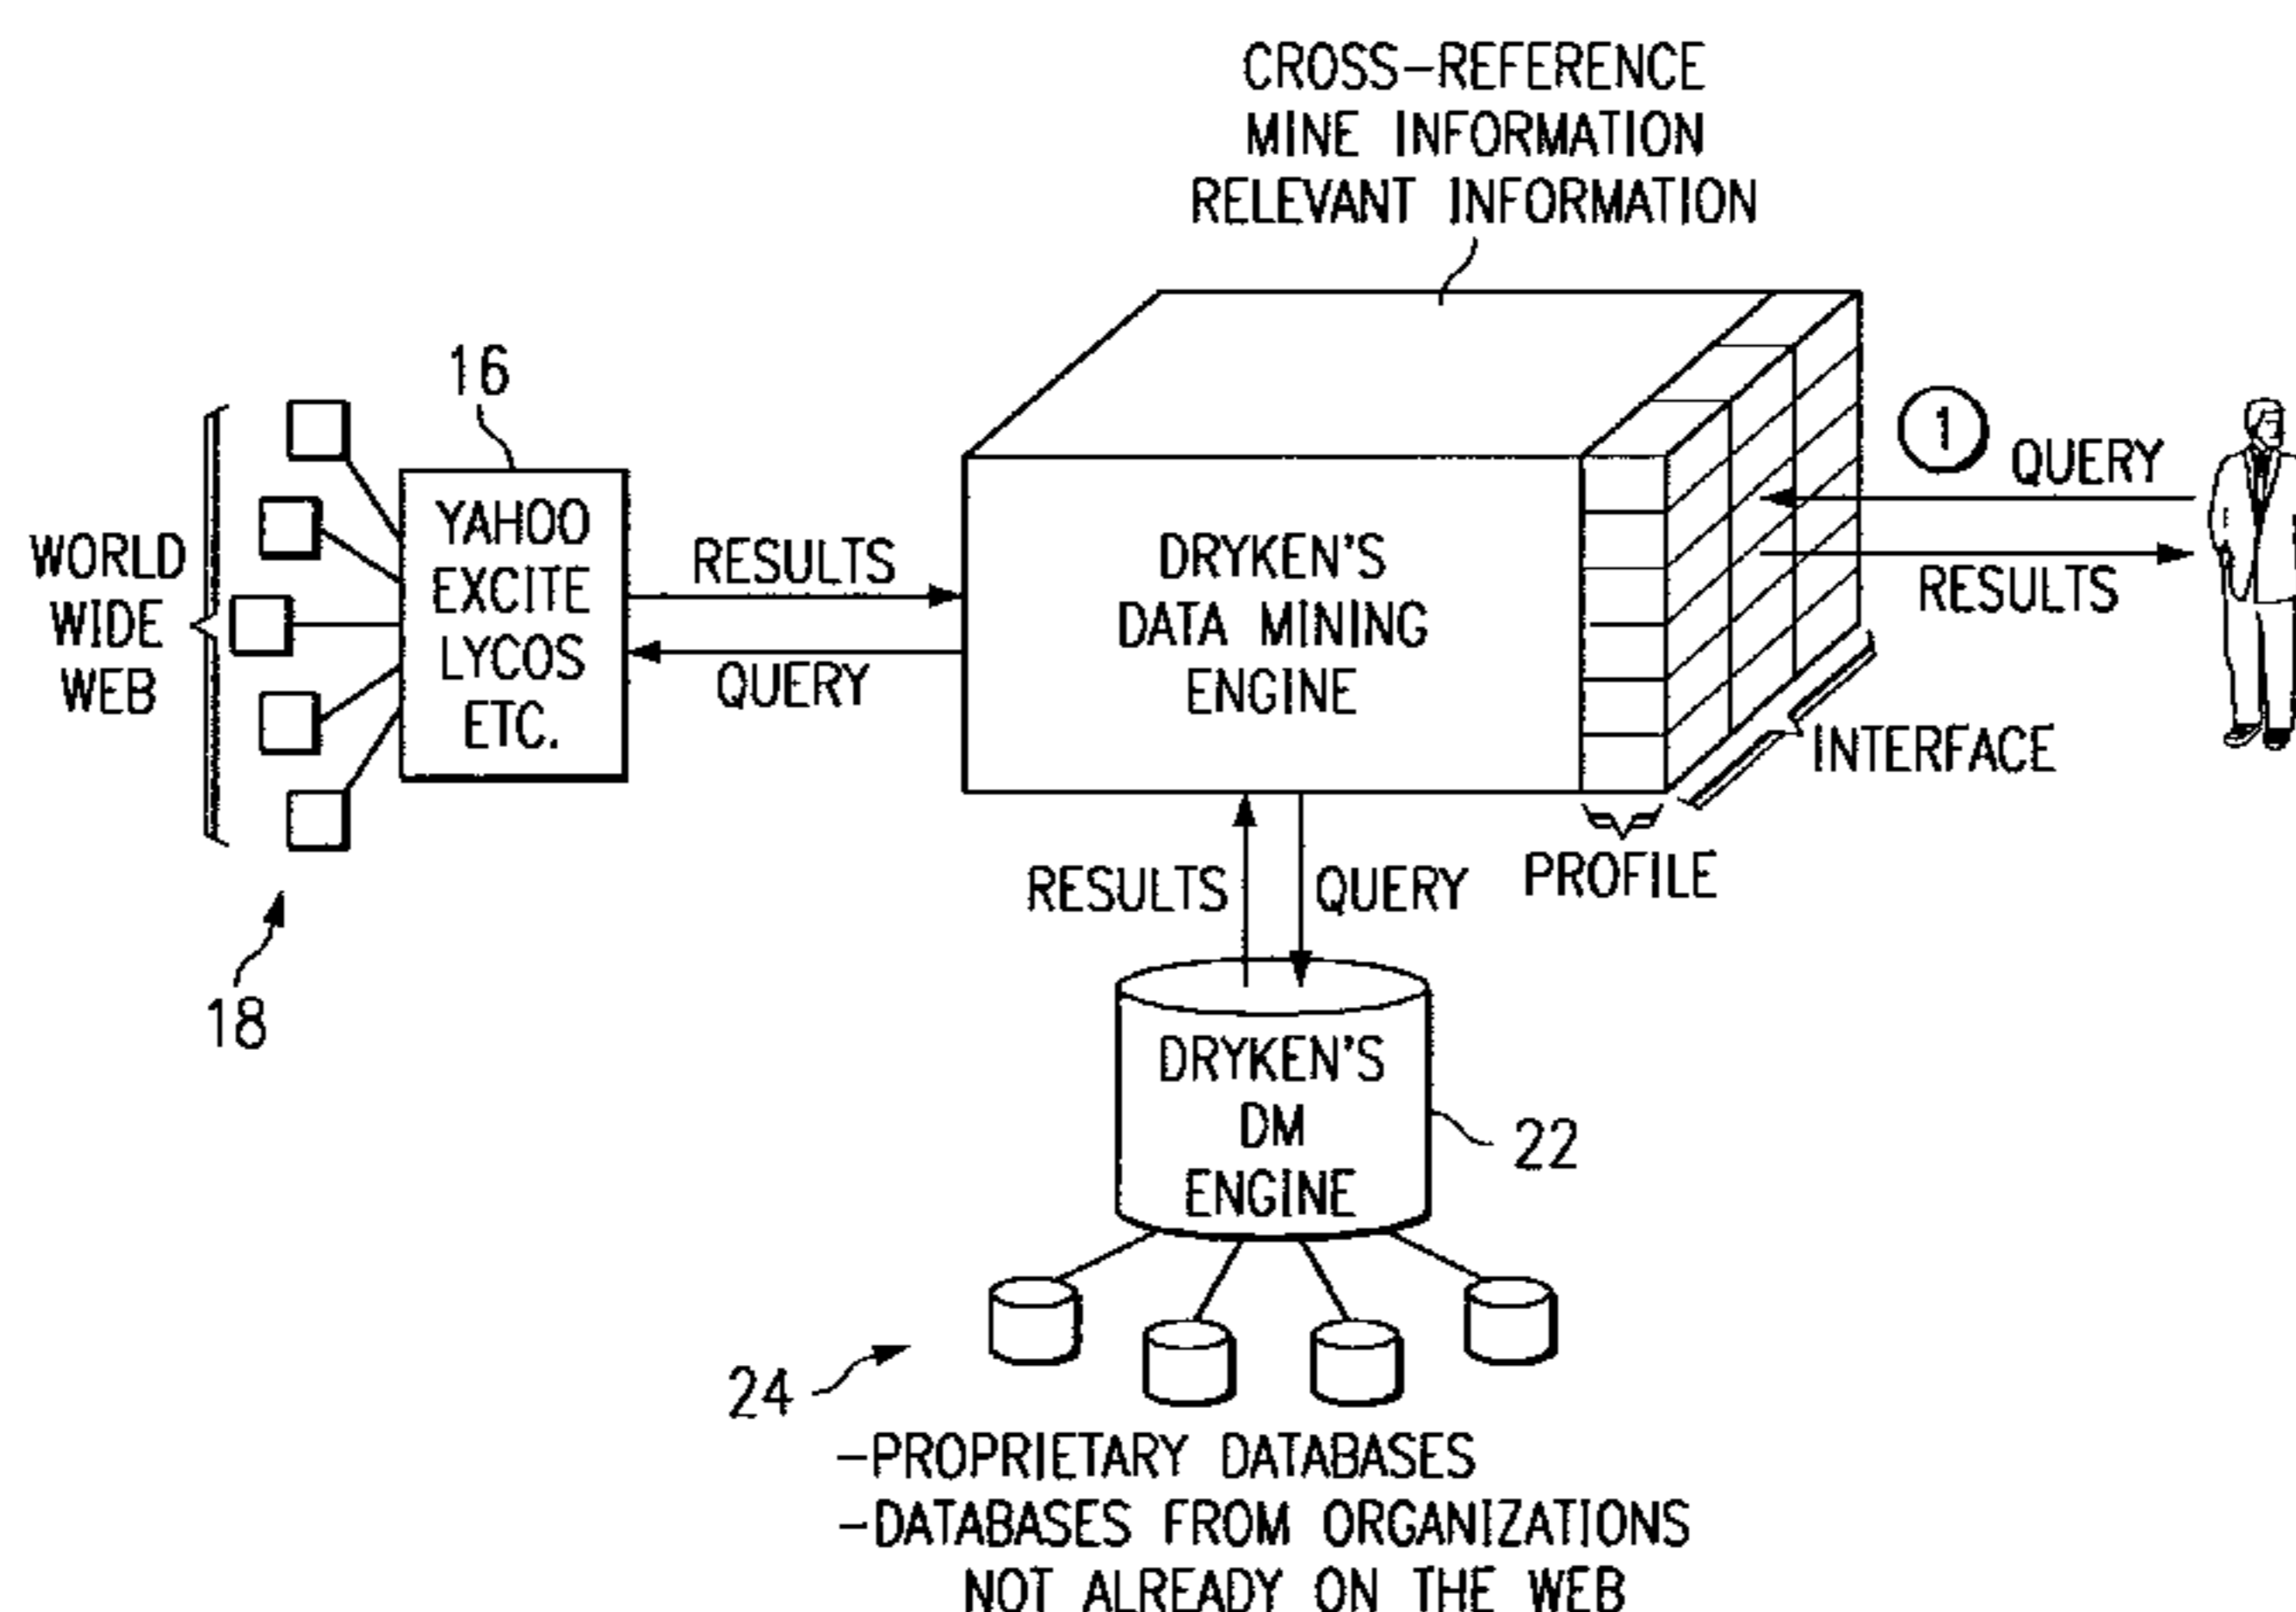 CROSS-REFERENCE
MINE INFORMATION
RELEVANT INFORMATION
16
1
QUERY
RESULTS
WORLD
WIDE
WEB
YAHOO
EXCITE
LYCOS
ETC.
RESULTS
QUERY
DRYKEN'S
DATA MINING
ENGINE
INTERFACE
PROFILE
RESULTS
QUERY
18
DRYKEN'S
DM
ENGINE
22
24
-PROPRIETARY DATABASES
-DATABASES FROM ORGANIZATIONS
NOT ALREADY ON THE WEB